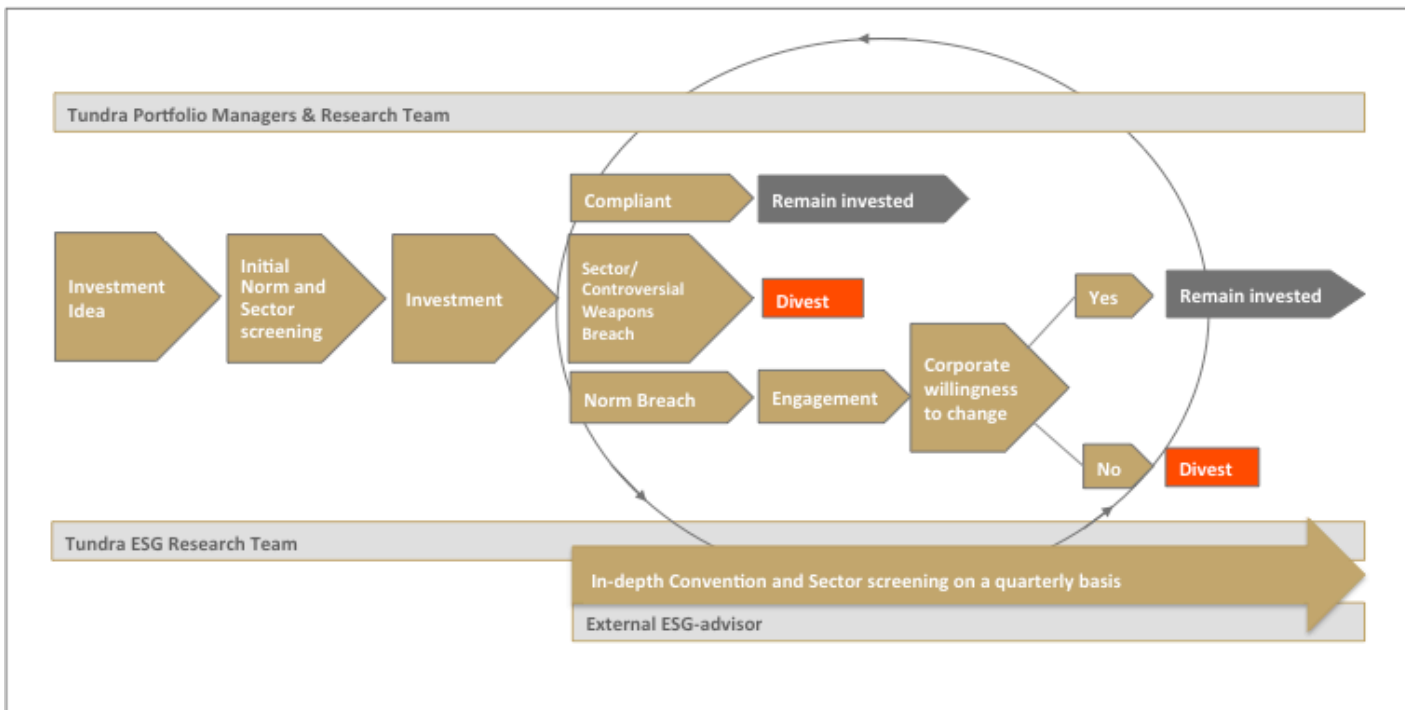 Tundra Portfolio Managers & Research Team
Compliant
Remain invested
Investment
Idea
Initial
Norm and
Sector
screening
Investment
Sector/
Controversial
Weapons
Breach
Divest
Norm Breach
Engagement
Corporate
willingness
to change
Yes
Remain invested
No
Divest
Tundra ESG Research Team
In-depth Convention and Sector screening on a quarterly basis
External ESG-advisor